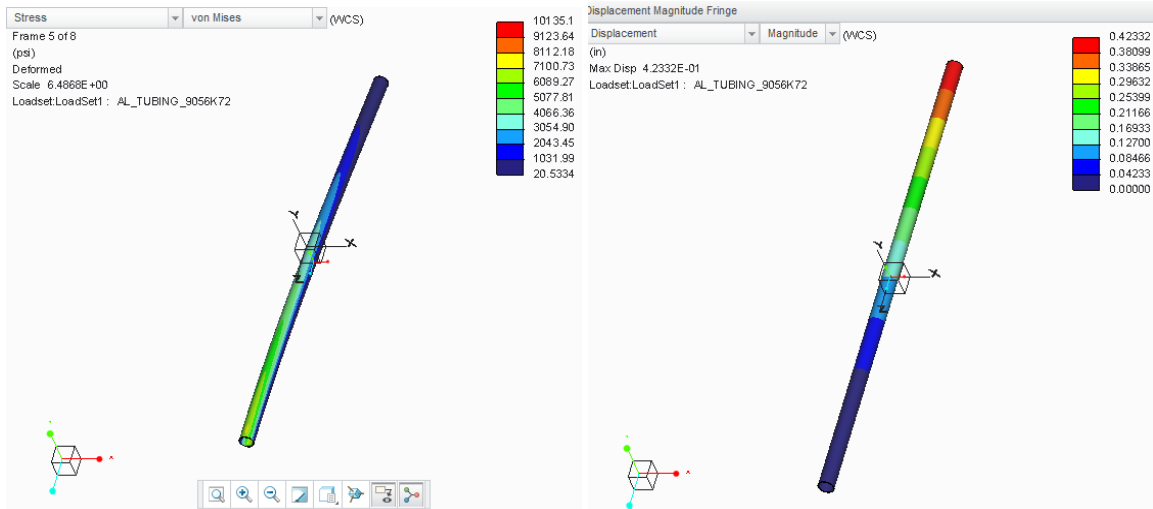 Stress von Mises (WCS)
Frame 5 of 8
(psi)
Deformed
Scale 6.4868E+00
Loadset:LoadSet1 : AL_TUBING_9056K72
10135.1
9123.64
8112.18
7100.73
6089.27
5077.81
4066.36
3054.90
2043.45
1031.99
20.5334
Y
X
Z
Displacement Magnitude Fringe
Displacement Magnitude (WCS)
(in)
Max Disp 4.2332E-01
Loadset:LoadSet1 : AL_TUBING_9056K72
0.42332
0.38099
0.33865
0.29632
0.25399
0.21166
0.16933
0.12700
0.08466
0.04233
0.00000
Y
X
Z